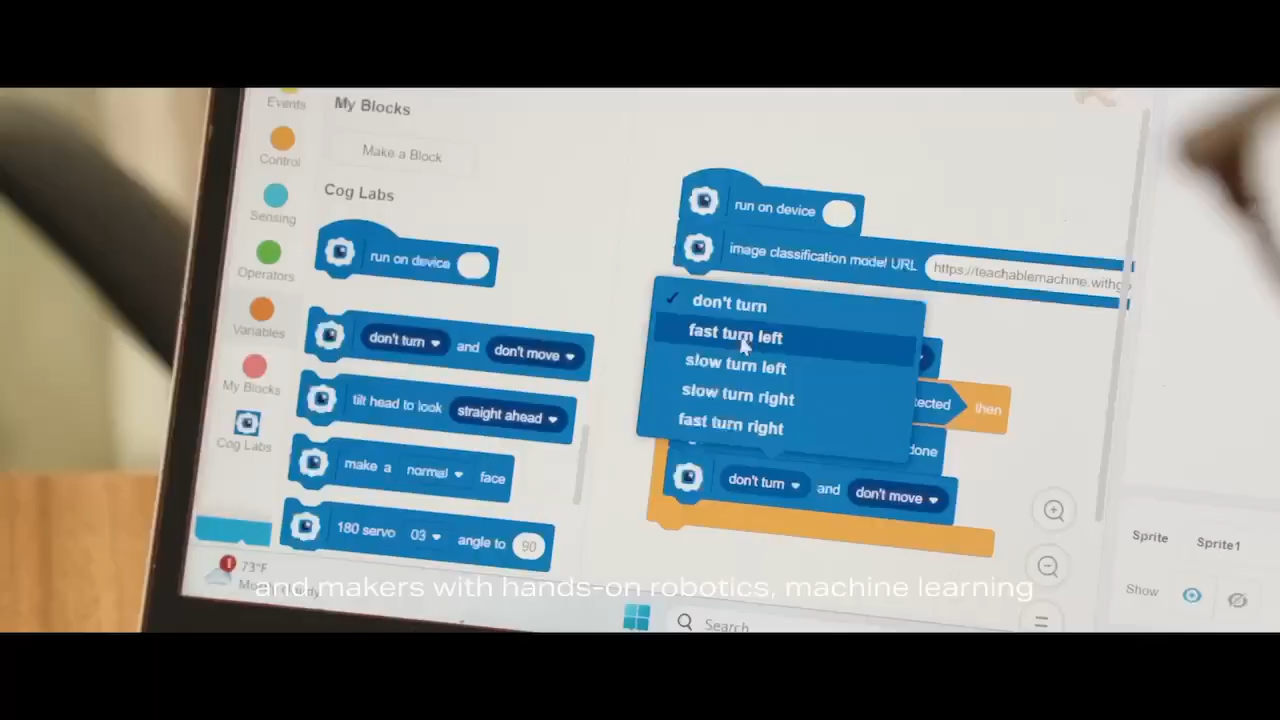 Events
Control
Sensing
Operators
Variables
My Blocks
Cog Labs
My Blocks
Make a Block
Cog Labs
run on device
don't turn and don't move
tilt head to look straight ahead
make a normal face
180 servo 03 angle to 90
run on device
image classification model URL https://teachablemachine.withgo
don't turn
fast turn left
slow turn left
slow turn right
fast turn right
tected then
done
don't turn and don't move
Sprite Sprite1
Show
73°F
and makers with hands-on robotics, machine learning
Search